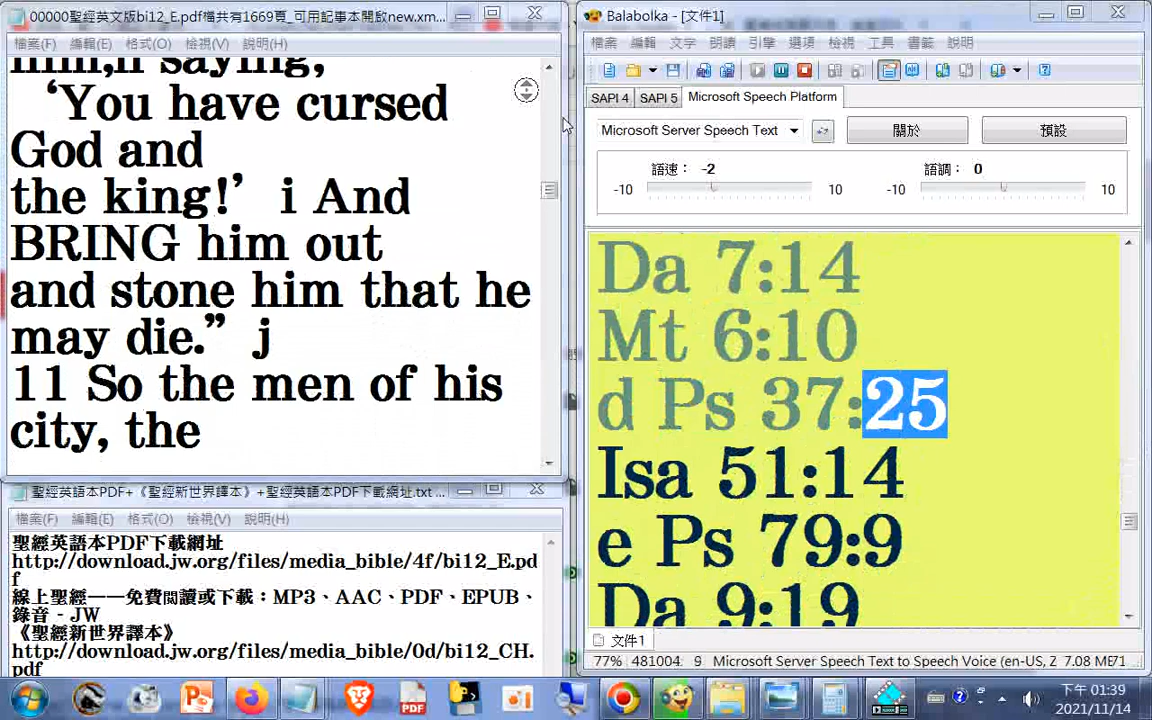 00000聖經英文版bi12_E.pdf檔共有1669頁_可用記事本開啟new.xm...
檔案(F) 編輯(E) 格式(O) 檢視(V) 說明(H)
him,n saying,
‘You have cursed
God and
the king!’ i And
BRING him out
and stone him that he
may die.” j
11 So the men of his
city, the
聖經英語本PDF+《聖經新世界譯本》+聖經英語本PDF下載網址.txt ...
檔案(F) 編輯(E) 格式(O) 檢視(V) 說明(H)
聖經英語本PDF下載網址
http://download.jw.org/files/media_bible/4f/bi12_E.pd
f
線上聖經——免費閱讀或下載：MP3、AAC、PDF、EPUB、
錄音 - JW
《聖經新世界譯本》
http://download.jw.org/files/media_bible/0d/bi12_CH.
pdf
Balabolka - [文件1]
檔案 編輯 文字 朗讀 引擎 選項 檢視 工具 書籤 說明
SAPI 4 SAPI 5 Microsoft Speech Platform
Microsoft Server Speech Text 關於 預設
語速： -2 語調： 0
-10 10 -10 10
Da 7:14
Mt 6:10
d Ps 37:25
Isa 51:14
e Ps 79:9
Da 9:19
文件1
77% 481004: 9 Microsoft Server Speech Text to Speech Voice (en-US, Z 7.08 ME71
下午 01:39
2021/11/14